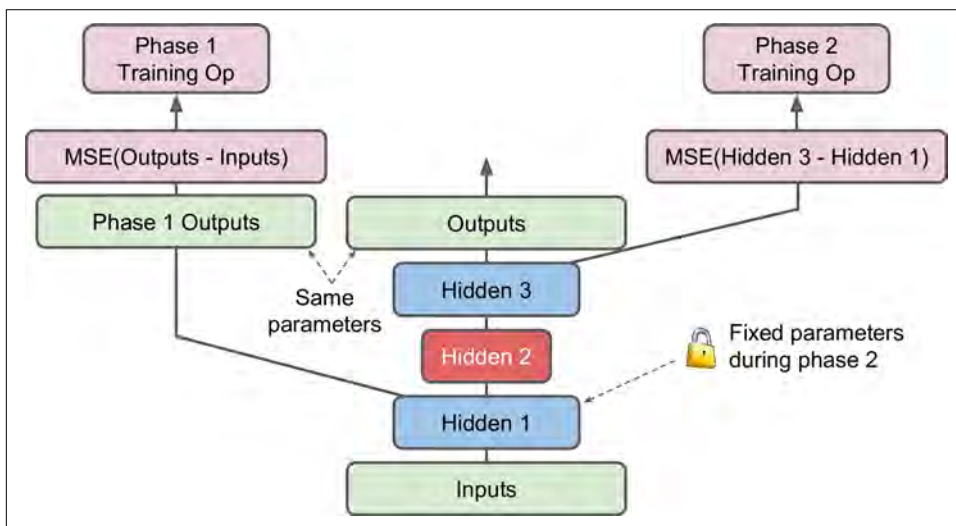 Phase 1
Training Op
Phase 2
Training Op
MSE(Outputs - Inputs)
MSE(Hidden 3 - Hidden 1)
Phase 1 Outputs
Outputs
Same
parameters
Hidden 3
Hidden 2
Fixed parameters
during phase 2
Hidden 1
Inputs